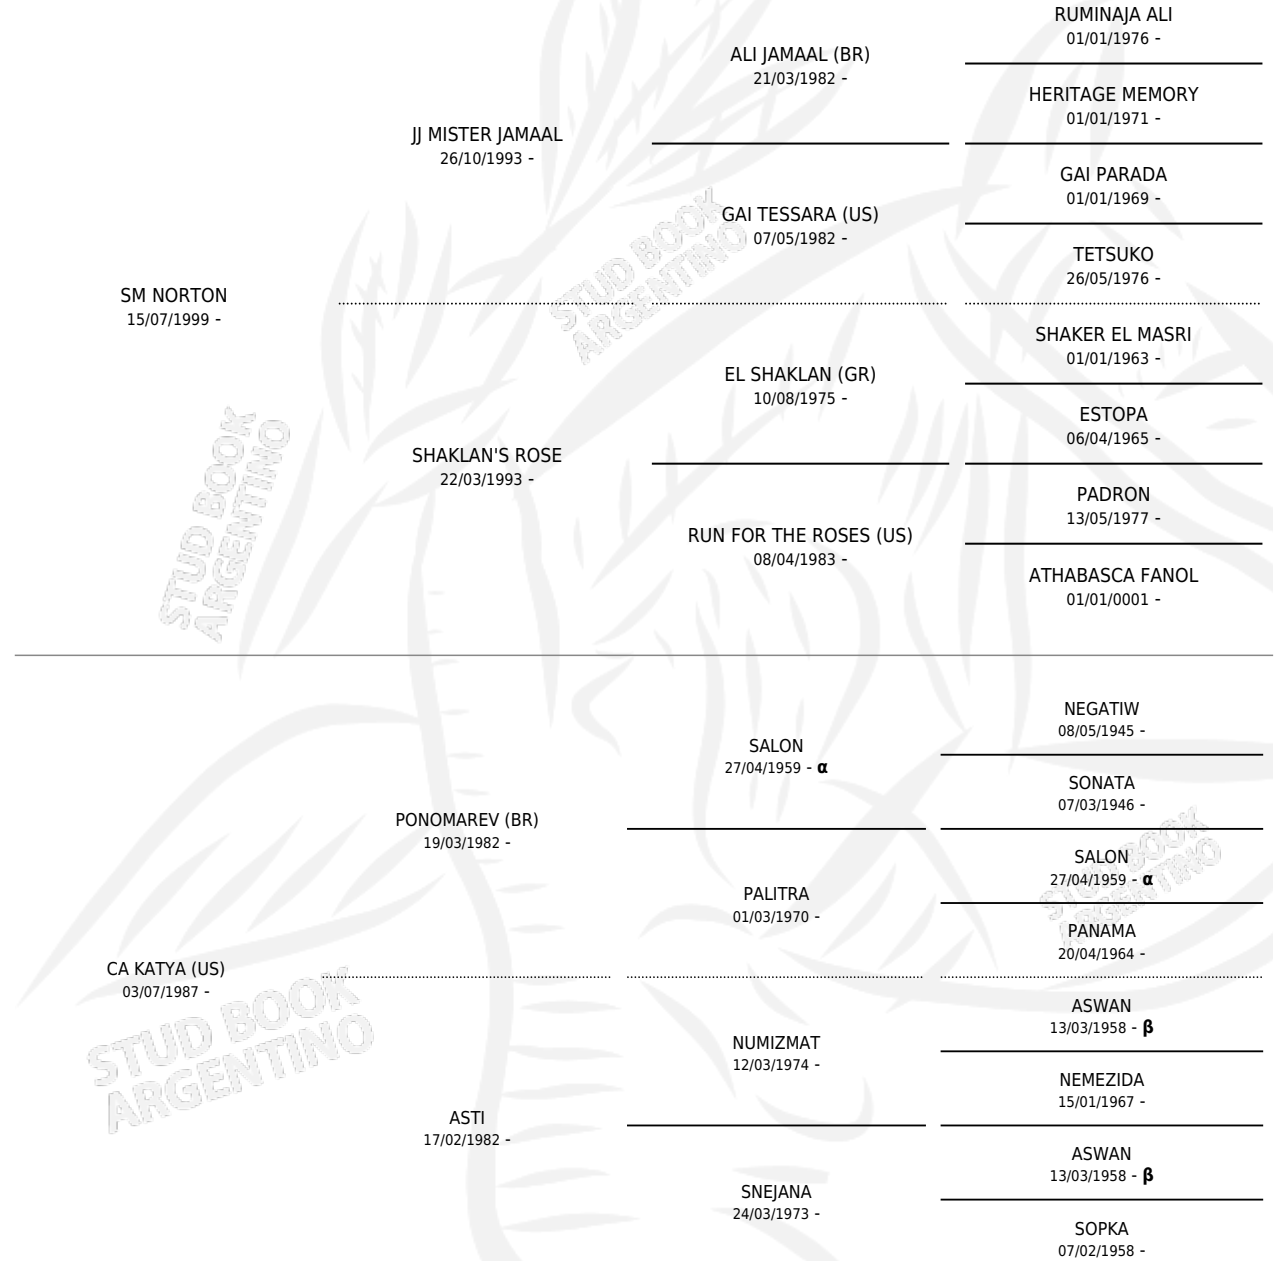 RUMINAJA ALI
01/01/1976 -
ALI JAMAAL (BR)
21/03/1982 -
HERITAGE MEMORY
01/01/1971 -
JJ MISTER JAMAAL
26/10/1993 -
GAI PARADA
01/01/1969 -
GAI TESSARA (US)
07/05/1982 -
TETSUKO
26/05/1976 -
SM NORTON
15/07/1999 -
STUD BOOK
ARGENTINO
SHAKER EL MASRI
01/01/1963 -
EL SHAKLAN (GR)
10/08/1975 -
ESTOPA
06/04/1965 -
SHAKLAN'S ROSE
22/03/1993 -
STUD BOOK
ARGENTINO
PADRON
13/05/1977 -
RUN FOR THE ROSES (US)
08/04/1983 -
ATHABASCA FANOL
01/01/0001 -
NEGATIW
08/05/1945 -
SALON
27/04/1959 - α
SONATA
07/03/1946 -
PONOMAREV (BR)
19/03/1982 -
STUD BOOK
ARGENTINO
SALON
27/04/1959 - α
PALITRA
01/03/1970 -
PANAMA
20/04/1964 -
CA KATYA (US)
03/07/1987 -
STUD BOOK
ARGENTINO
ASWAN
13/03/1958 - β
NUMIZMAT
12/03/1974 -
NEMEZIDA
15/01/1967 -
ASTI
17/02/1982 -
ASWAN
13/03/1958 - β
SNEJANA
24/03/1973 -
SOPKA
07/02/1958 -